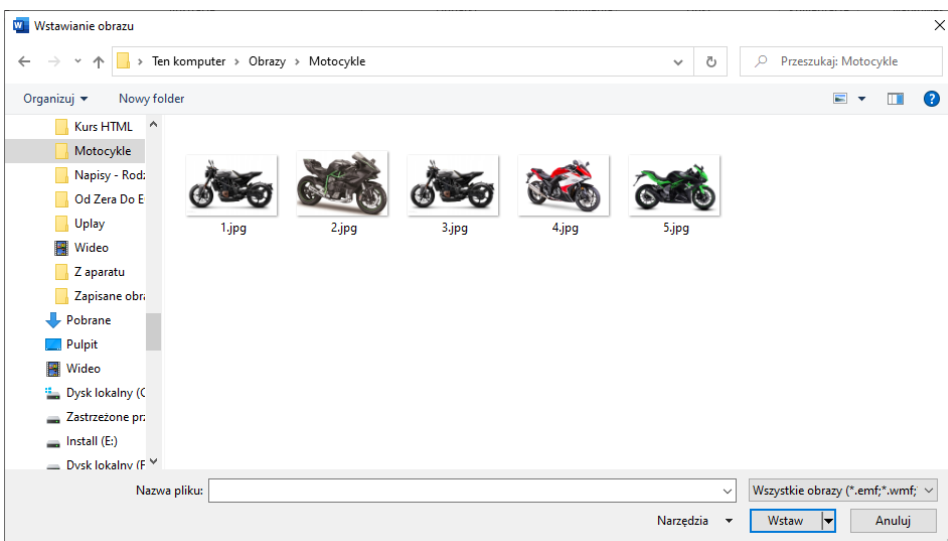 Wstawianie obrazu
Ten komputer › Obrazy › Motocykle
Przeszukaj: Motocykle
Organizuj
Nowy folder
Kurs HTML
Motocykle
Napisy - Rodz
Od Zera Do E
Uplay
Wideo
Z aparatu
Zapisane obra
Pobrane
Pulpit
Wideo
Dysk lokalny (C
Zastrzeżone prz
Install (E:)
Dysk lokalny (F
1.jpg
2.jpg
3.jpg
4.jpg
5.jpg
Nazwa pliku:
Wszystkie obrazy (*.emf;*.wmf;
Narzędzia
Wstaw
Anuluj